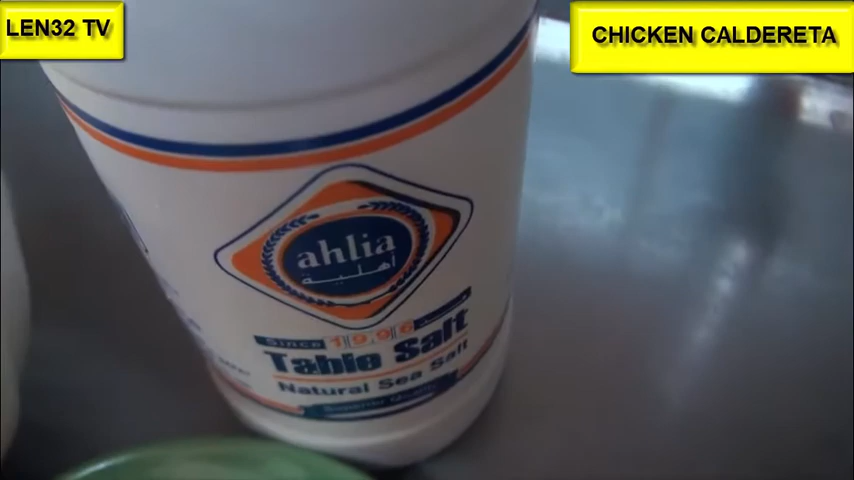 LEN32 TV
CHICKEN CALDERETA
ahlia
أهلية
Since 1996
Table Salt
Natural Sea Salt